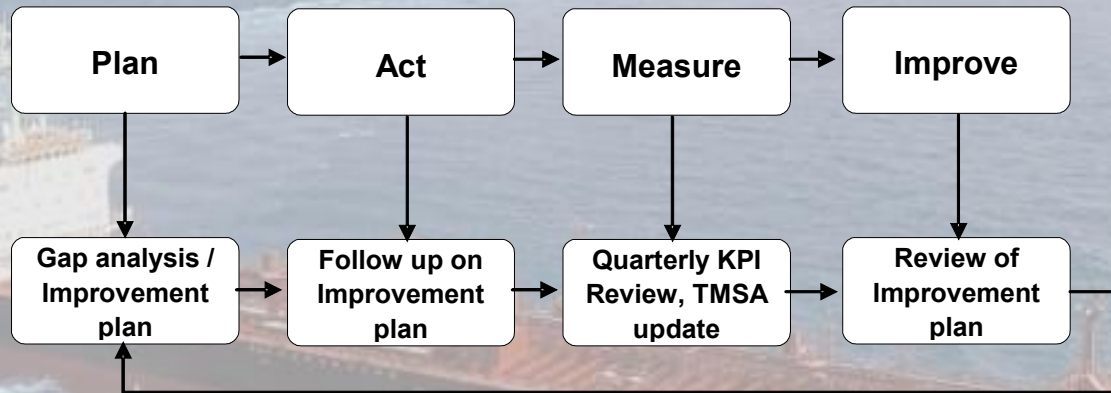 Plan
Act
Measure
Improve
Gap analysis /
Improvement
plan
Follow up on
Improvement
plan
Quarterly KPI
Review, TMSA
update
Review of
Improvement
plan